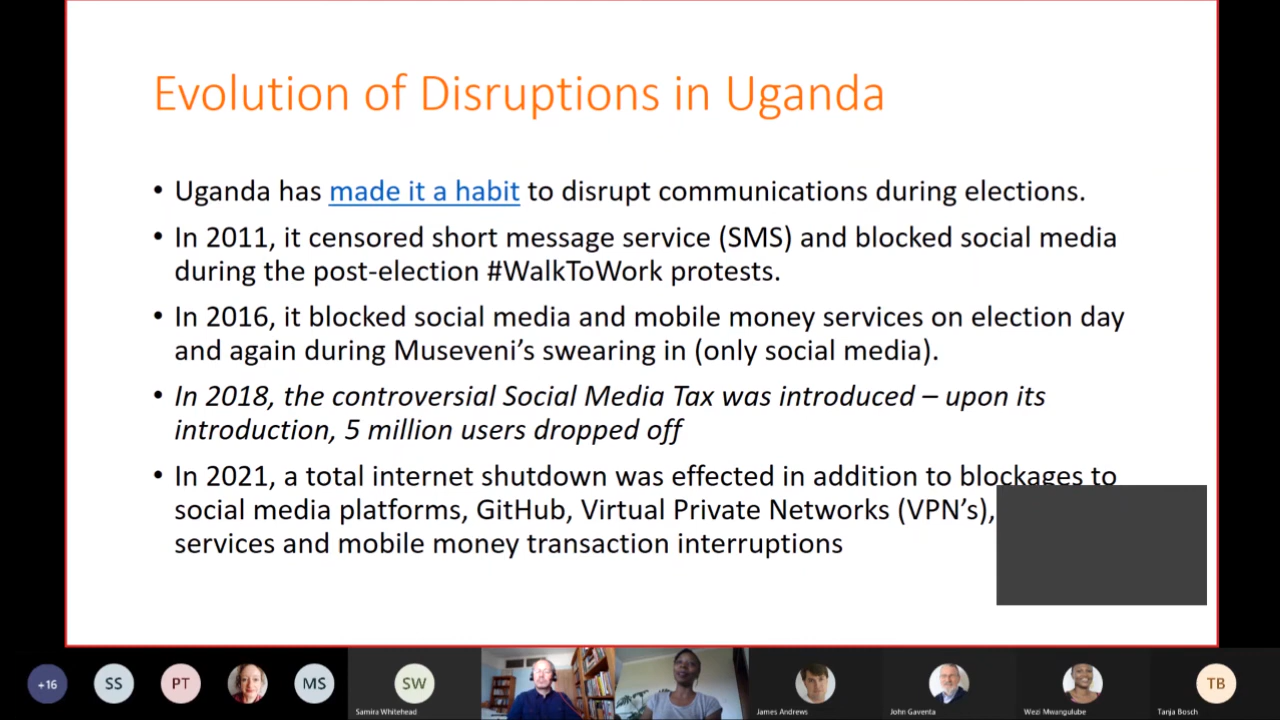 Evolution of Disruptions in Uganda
• Uganda has made it a habit to disrupt communications during elections.
• In 2011, it censored short message service (SMS) and blocked social media
during the post-election #WalkToWork protests.
• In 2016, it blocked social media and mobile money services on election day
and again during Museveni’s swearing in (only social media).
• In 2018, the controversial Social Media Tax was introduced – upon its
introduction, 5 million users dropped off
• In 2021, a total internet shutdown was effected in addition to blockages to
social media platforms, GitHub, Virtual Private Networks (VPN’s),
services and mobile money transaction interruptions
+16
SS
PT
MS
SW
TB
Samira Whitehead
James Andrews
John Gaventa
Wezi Mwangulube
Tanja Bosch